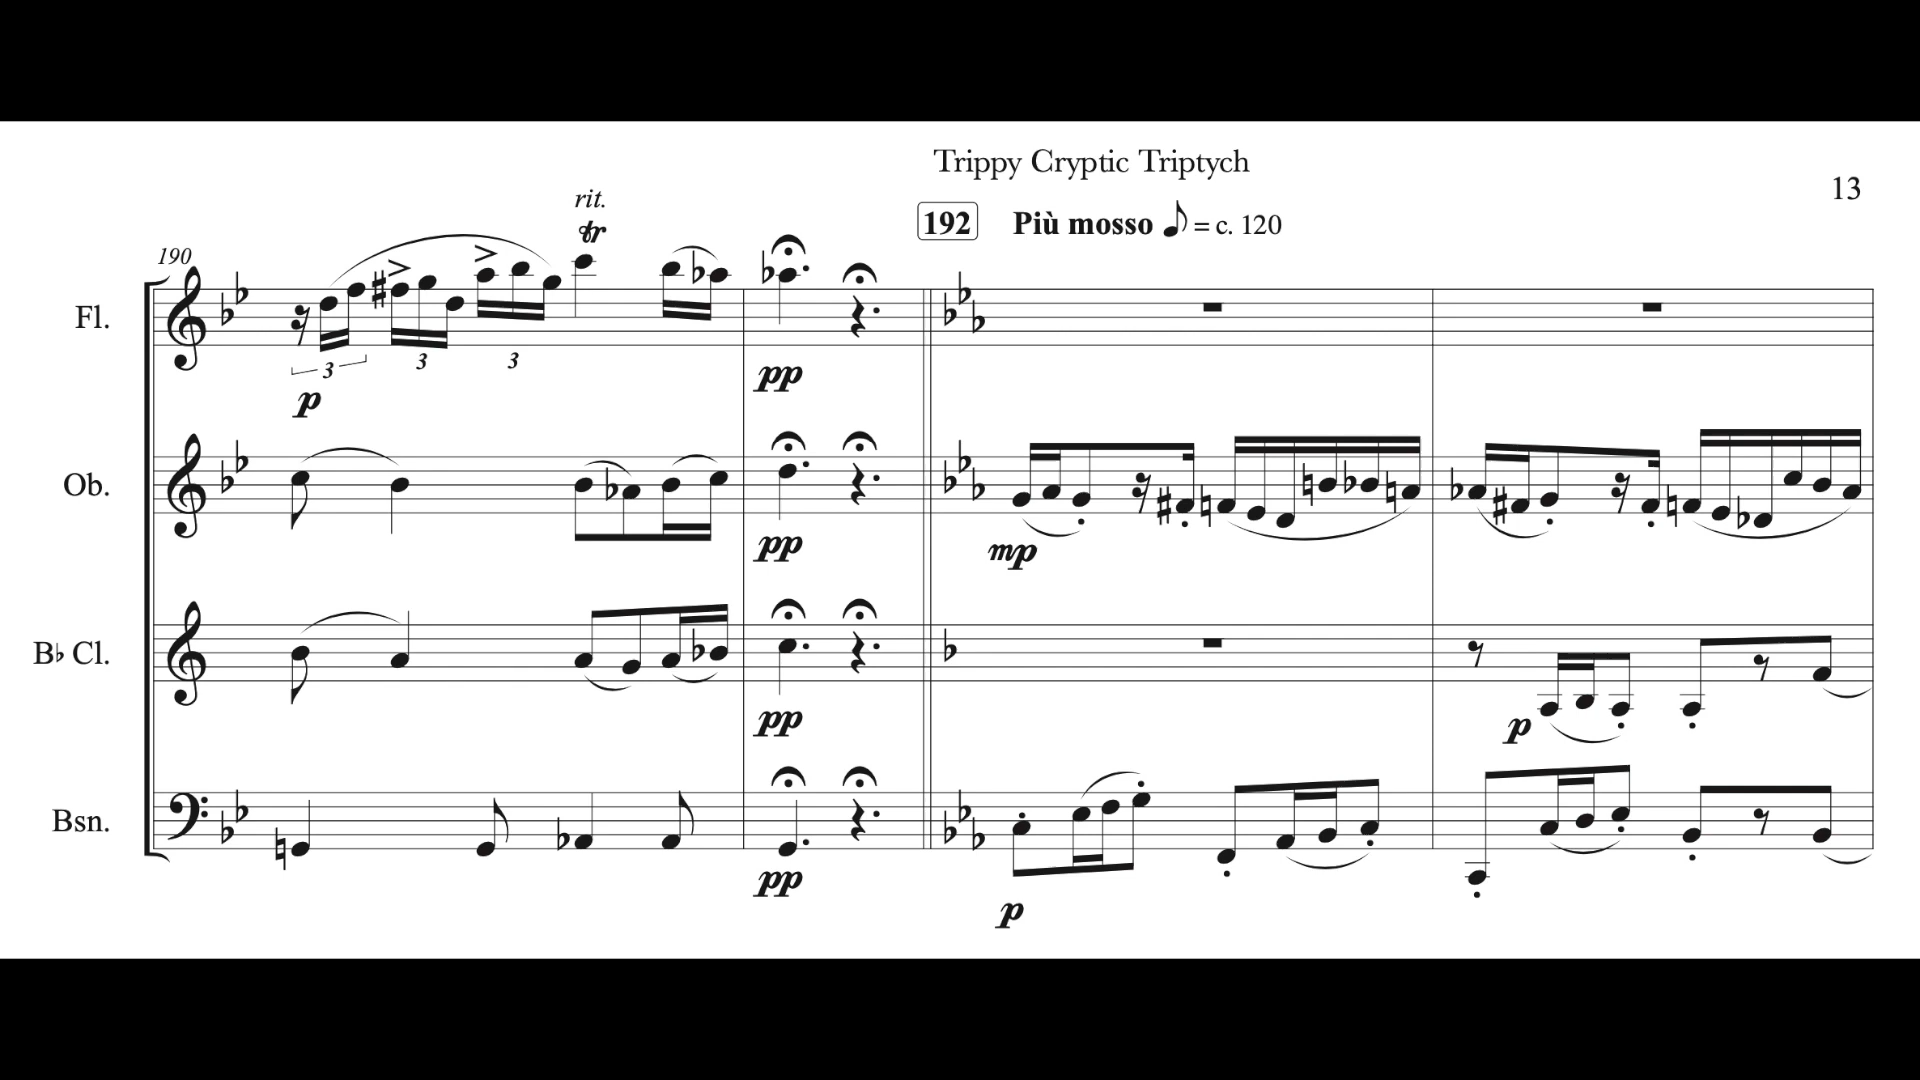 Trippy Cryptic Triptych
13
rit.
tr
192 Più mosso = c. 120
190
Fl.
3 3 3
p pp
Ob.
pp mp
B♭ Cl.
pp p
Bsn.
pp p